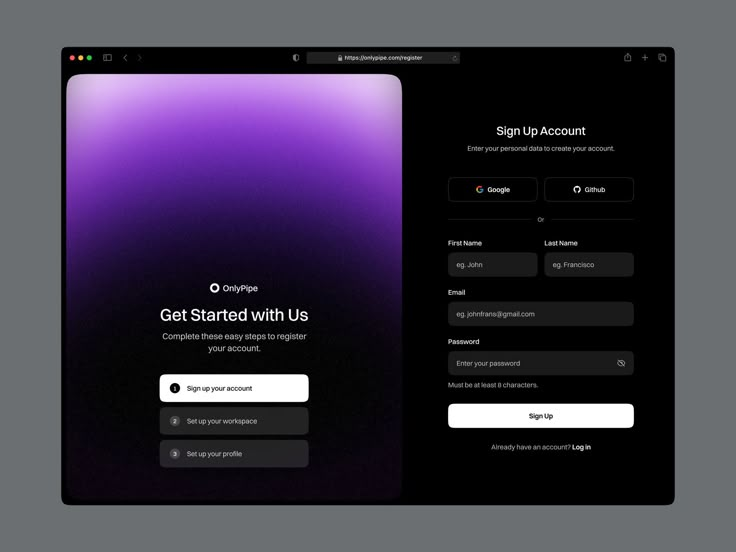 https://onlypipe.com/register
OnlyPipe
Get Started with Us
Complete these easy steps to register
your account.
1 Sign up your account
2 Set up your workspace
3 Set up your profile
Sign Up Account
Enter your personal data to create your account.
Google
Github
Or
First Name
Last Name
eg. John
eg. Francisco
Email
eg. johnfrans@gmail.com
Password
Enter your password
Must be at least 8 characters.
Sign Up
Already have an account? Log in